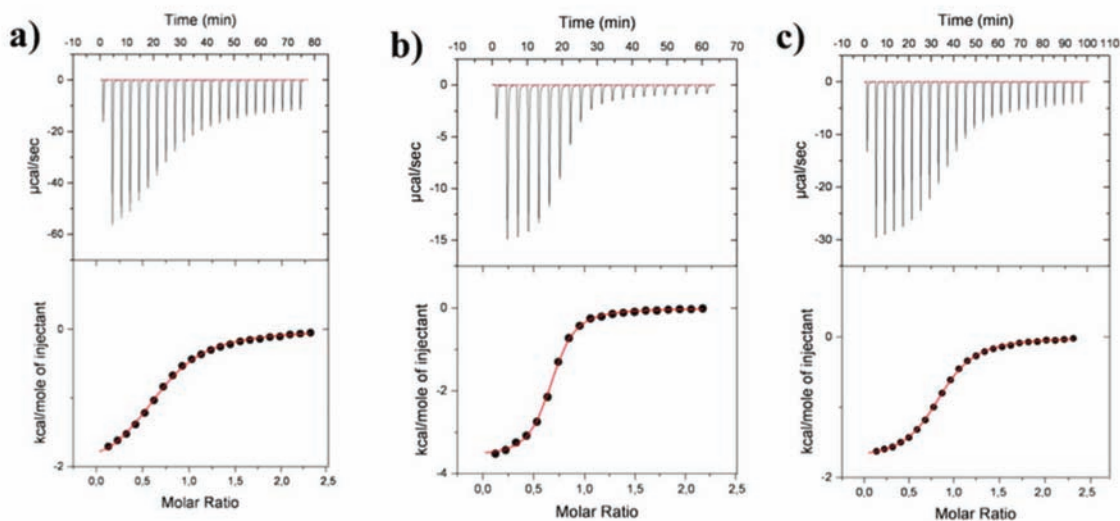 a)
Time (min)
-10 0 10 20 30 40 50 60 70 80
0
-20
-40
-60
µcal/sec
0
-2
kcal/mole of injectant
0,0 0,5 1,0 1,5 2,0 2,5
Molar Ratio
b)
Time (min)
-10 0 10 20 30 40 50 60 70
0
-5
-10
-15
µcal/sec
0
-2
-4
kcal/mole of injectant
0,0 0,5 1,0 1,5 2,0 2,5
Molar Ratio
c)
Time (min)
-10 0 10 20 30 40 50 60 70 80 90 100 110
0
-10
-20
-30
µcal/sec
0
-2
kcal/mole of injectant
0,0 0,5 1,0 1,5 2,0 2,5
Molar Ratio